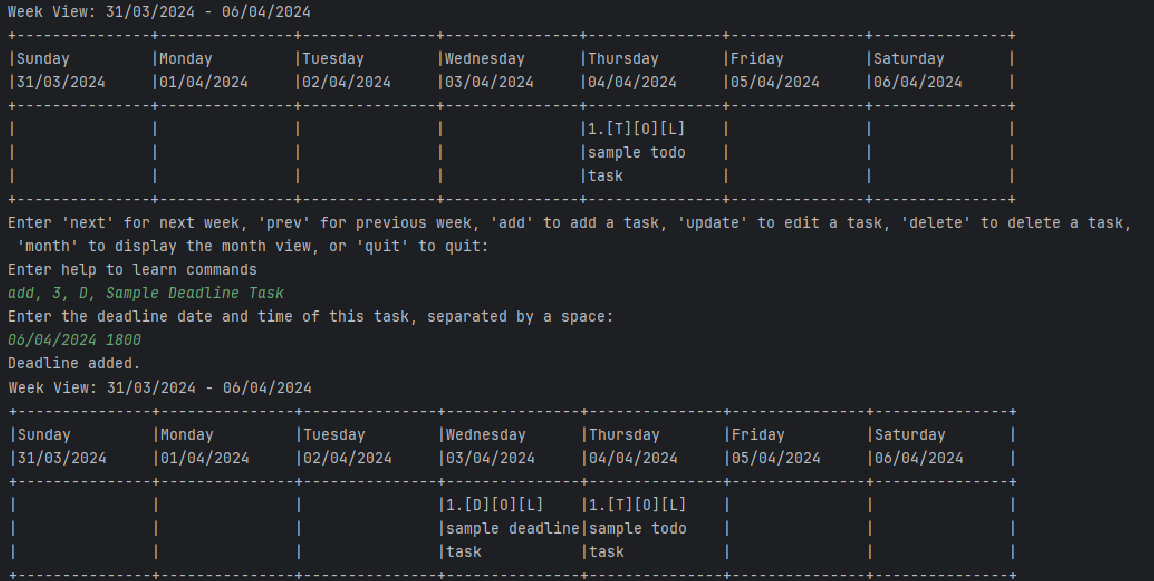 Week View: 31/03/2024 - 06/04/2024
+---------------+---------------+---------------+---------------+---------------+---------------+---------------+
|Sunday         |Monday         |Tuesday        |Wednesday      |Thursday       |Friday         |Saturday       |
|31/03/2024     |01/04/2024     |02/04/2024     |03/04/2024     |04/04/2024     |05/04/2024     |06/04/2024     |
+---------------+---------------+---------------+---------------+---------------+---------------+---------------+
|               |               |               |               |1.[T][O][L]    |               |               |
|               |               |               |               |sample todo    |               |               |
|               |               |               |               |task           |               |               |
+---------------+---------------+---------------+---------------+---------------+---------------+---------------+
Enter 'next' for next week, 'prev' for previous week, 'add' to add a task, 'update' to edit a task, 'delete' to delete a task,
 'month' to display the month view, or 'quit' to quit:
Enter help to learn commands
add, 3, D, Sample Deadline Task
Enter the deadline date and time of this task, separated by a space:
06/04/2024 1800
Deadline added.
Week View: 31/03/2024 - 06/04/2024
+---------------+---------------+---------------+---------------+---------------+---------------+---------------+
|Sunday         |Monday         |Tuesday        |Wednesday      |Thursday       |Friday         |Saturday       |
|31/03/2024     |01/04/2024     |02/04/2024     |03/04/2024     |04/04/2024     |05/04/2024     |06/04/2024     |
+---------------+---------------+---------------+---------------+---------------+---------------+---------------+
|               |               |               |1.[D][O][L]    |1.[T][O][L]    |               |               |
|               |               |               |sample deadline|sample todo    |               |               |
|               |               |               |task           |task           |               |               |
+---------------+---------------+---------------+---------------+---------------+---------------+---------------+